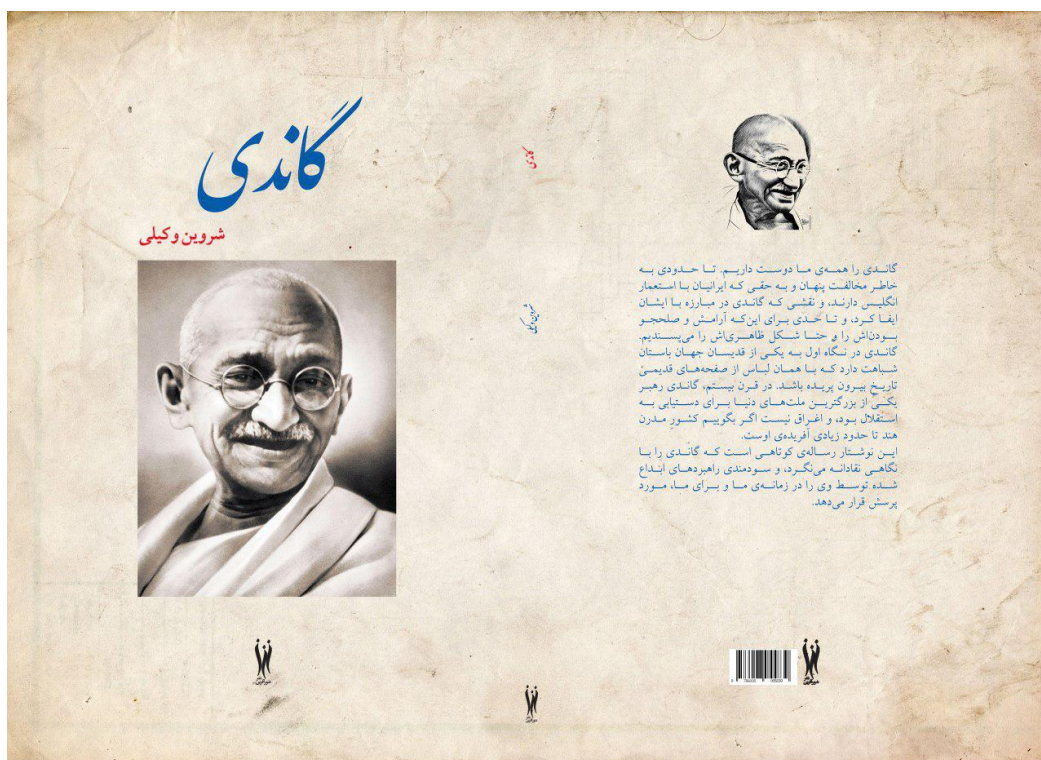 گاندی
شروین وکیلی
گاندی
شروین وکیلی
گاندی را همه‌ی ما دوست داریم. تا حدودی به
خاطر مخالفت پنهان و به حقی که ایرانیان با استعمار
انگلیس دارند، و نقشی که گاندی در مبارزه با ایشان
ایفا کرد، و تا حدی برای این‌که آرامش و صلحجو
بودن‌اش را و حتا شکل ظاهری‌اش را می‌پسندیم.
گاندی در نگاه اول به یکی از قدیسان جهان باستان
شباهت دارد که با همان لباس از صفحه‌های قدیمیْ
تاریخ بیرون پریده باشد. در قرن بیستم، گاندی رهبر
یکی از بزرگترین ملت‌های دنیا برای دستیابی به
استقلال بود، و اغراق نیست اگر بگوییم کشور مدرن
هند تا حدود زیادی آفریده‌ی اوست.
این نوشتار رساله‌ی کوتاهی است که گاندی را با
نگاهی نقادانه می‌نگرد، و سودمندی راهبردهای ابداع
شده توسط وی را در زمانه‌ی ما و برای ما، مورد
پرسش قرار می‌دهد.